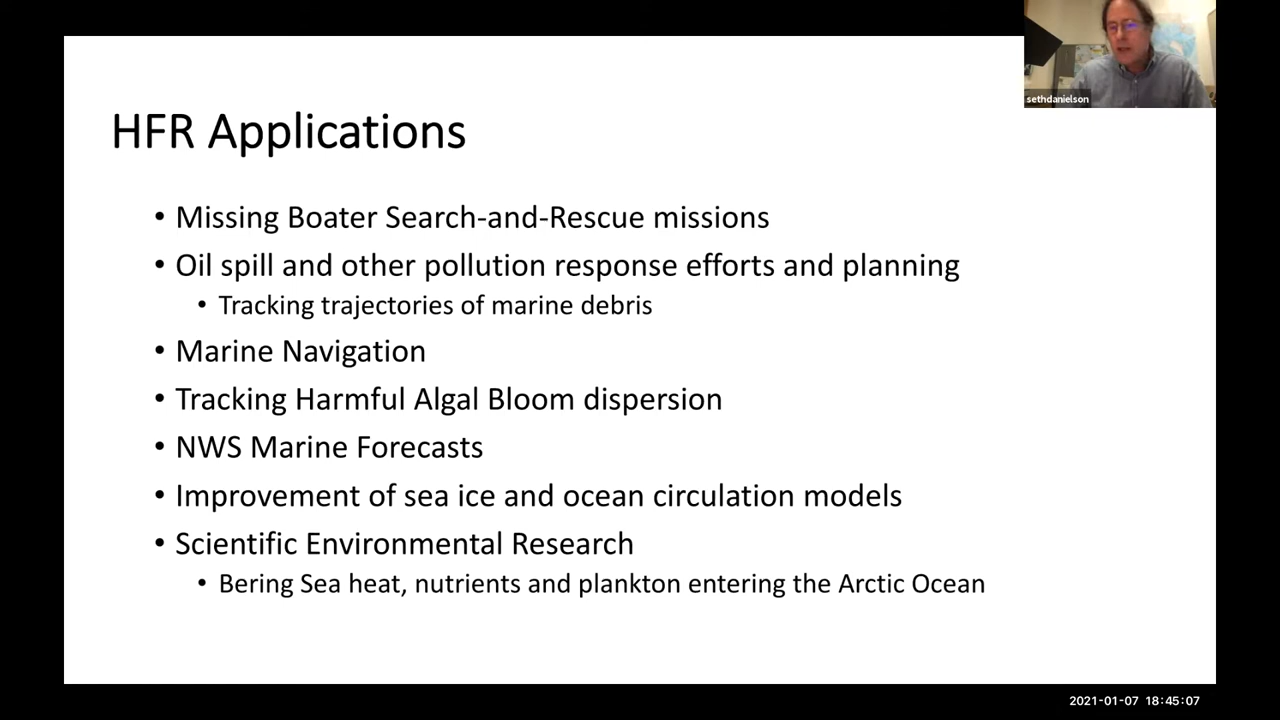 sethdanielson
HFR Applications
• Missing Boater Search-and-Rescue missions
• Oil spill and other pollution response efforts and planning
• Tracking trajectories of marine debris
• Marine Navigation
• Tracking Harmful Algal Bloom dispersion
• NWS Marine Forecasts
• Improvement of sea ice and ocean circulation models
• Scientific Environmental Research
• Bering Sea heat, nutrients and plankton entering the Arctic Ocean
2021-01-07 18:45:07